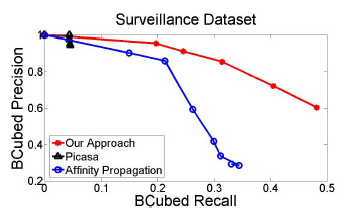 Surveillance Dataset
BCubed Precision
1
0.8
0.6
0.4
0.2
Our Approach
Picasa
Affinity Propagation
0 0.1 0.2 0.3 0.4 0.5
BCubed Recall